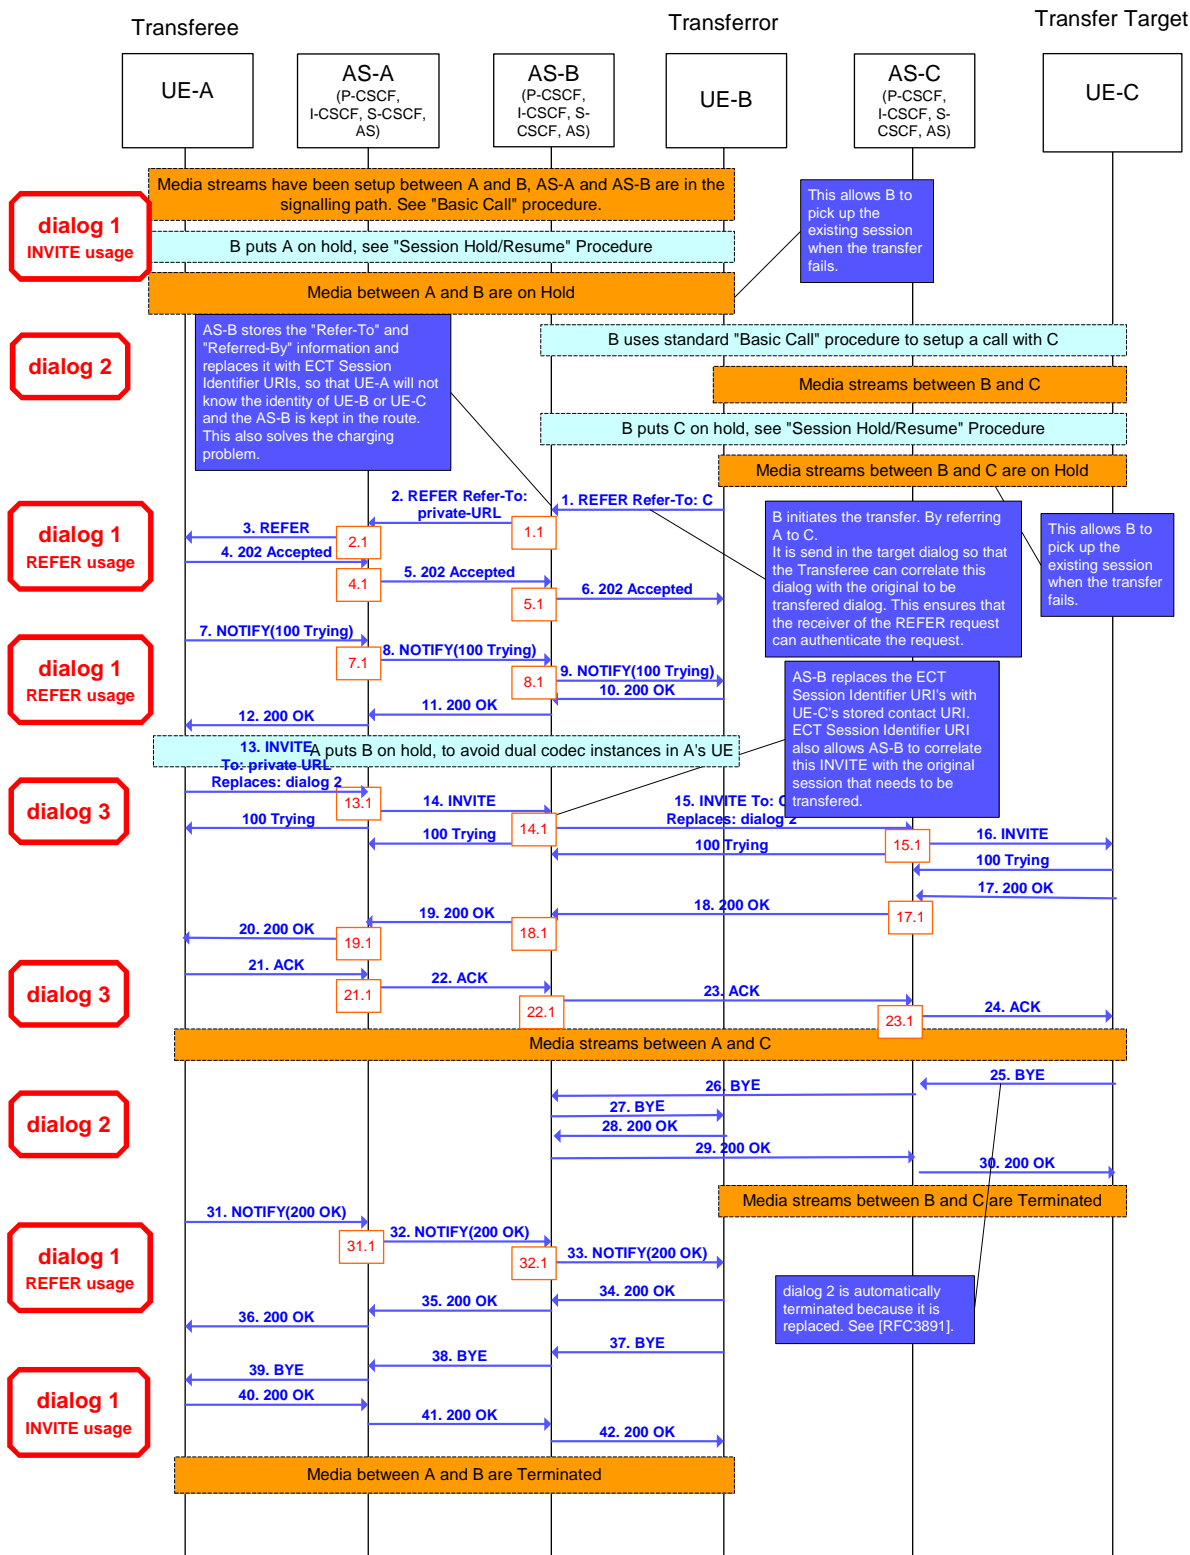 Transferee
Transferror
Transfer Target
UE-A
AS-A
(P-CSCF,
I-CSCF, S-CSCF,
AS)
AS-B
(P-CSCF,
I-CSCF, S-
CSCF, AS)
UE-B
AS-C
(P-CSCF,
I-CSCF, S-
CSCF, AS)
UE-C
dialog 1
INVITE usage
Media streams have been setup between A and B, AS-A and AS-B are in the
signalling path. See "Basic Call" procedure.
This allows B to
pick up the
existing session
when the transfer
fails.
B puts A on hold, see "Session Hold/Resume" Procedure
Media between A and B are on Hold
dialog 2
AS-B stores the "Refer-To" and
"Referred-By" information and
replaces it with ECT Session
Identifier URIs, so that UE-A will not
know the identity of UE-B or UE-C
and the AS-B is kept in the route.
This also solves the charging
problem.
B uses standard "Basic Call" procedure to setup a call with C
Media streams between B and C
B puts C on hold, see "Session Hold/Resume" Procedure
Media streams between B and C are on Hold
dialog 1
REFER usage
1. REFER Refer-To: C
1.1
2. REFER Refer-To:
private-URL
2.1
3. REFER
4. 202 Accepted
4.1
5. 202 Accepted
5.1
6. 202 Accepted
B initiates the transfer. By referring
A to C.
It is send in the target dialog so that
the Transferee can correlate this
dialog with the original to be
transfered dialog. This ensures that
the receiver of the REFER request
can authenticate the request.
This allows B to
pick up the
existing session
when the transfer
fails.
dialog 1
REFER usage
7. NOTIFY(100 Trying)
7.1
8. NOTIFY(100 Trying)
8.1
9. NOTIFY(100 Trying)
10. 200 OK
11. 200 OK
12. 200 OK
AS-B replaces the ECT
Session Identifier URI's with
UE-C's stored contact URI.
ECT Session Identifier URI
also allows AS-B to correlate
this INVITE with the original
session that needs to be
transfered.
A puts B on hold, to avoid dual codec instances in A's UE
dialog 3
13. INVITE
To: private URL
Replaces: dialog 2
13.1
14. INVITE
14.1
15. INVITE To: C
Replaces: dialog 2
15.1
16. INVITE
100 Trying
100 Trying
100 Trying
100 Trying
17. 200 OK
17.1
18. 200 OK
18.1
19. 200 OK
19.1
20. 200 OK
dialog 3
21. ACK
21.1
22. ACK
22.1
23. ACK
23.1
24. ACK
Media streams between A and C
dialog 2
25. BYE
26. BYE
27. BYE
28. 200 OK
29. 200 OK
30. 200 OK
Media streams between B and C are Terminated
dialog 1
REFER usage
31. NOTIFY(200 OK)
31.1
32. NOTIFY(200 OK)
32.1
33. NOTIFY(200 OK)
34. 200 OK
35. 200 OK
36. 200 OK
dialog 2 is automatically
terminated because it is
replaced. See [RFC3891].
dialog 1
INVITE usage
37. BYE
38. BYE
39. BYE
40. 200 OK
41. 200 OK
42. 200 OK
Media between A and B are Terminated